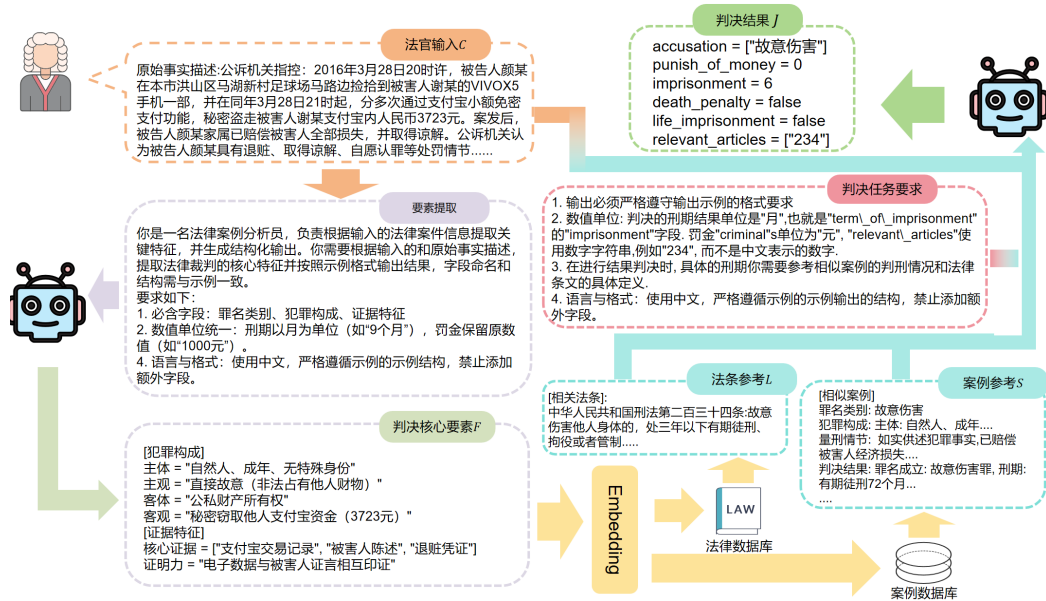 法官输入C
原始事实描述:公诉机关指控：2016年3月28日20时许，被告人颜某
在本市洪山区马湖新村足球场马路边捡拾到被害人谢某的VIVOX5
手机一部，并在同年3月28日21时起，分多次通过支付宝小额免密
支付功能，秘密盗走被害人谢某支付宝内人民币3723元。案发后，
被告人颜某家属已赔偿被害人全部损失，并取得谅解。公诉机关认
为被告人颜某具有退赃、取得谅解、自愿认罪等处罚情节......
判决结果 J
accusation = ["故意伤害"]
punish_of_money = 0
imprisonment = 6
death_penalty = false
life_imprisonment = false
relevant_articles = ["234"]
要素提取
你是一名法律案例分析员，负责根据输入的法律案件信息提取关
键特征，并生成结构化输出。你需要根据输入的和原始事实描述，
提取法律裁判的核心特征并按照示例格式输出结果，字段命名和
结构需与示例一致。
要求如下：
1. 必含字段：罪名类别、犯罪构成、证据特征
2. 数值单位统一：刑期以月为单位（如“9个月”），罚金保留原数
值（如“1000元”）。
4. 语言与格式：使用中文，严格遵循示例的示例结构，禁止添加
额外字段。
判决任务要求
1. 输出必须严格遵守输出示例的格式要求
2. 数值单位: 判决的刑期结果单位是"月",也就是"term\_of\_imprisonment"
的"imprisonment"字段. 罚金"criminal"s单位为"元", "relevant\_articles"使
用数字字符串,例如"234", 而不是中文表示的数字.
3. 在进行结果判决时, 具体的刑期你需要参考相似案例的判刑情况和法律
条文的具体定义.
4. 语言与格式：使用中文，严格遵循示例的示例输出的结构，禁止添加额
外字段。
法条参考L
[相关法条]:
中华人民共和国刑法第二百三十四条:故意
伤害他人身体的，处三年以下有期徒刑、
拘役或者管制.....
案例参考S
[相似案例]
罪名类别: 故意伤害
犯罪构成: 主体: 自然人、成年....
量刑情节: 如实供述犯罪事实,已赔偿
被害人经济损失....
判决结果: 罪名成立: 故意伤害罪, 刑期:
有期徒刑72个月...
....
判决核心要素F
[犯罪构成]
主体 = "自然人、成年、无特殊身份"
主观 = "直接故意（非法占有他人财物）"
客体 = "公私财产所有权"
客观 = "秘密窃取他人支付宝资金（3723元）"
[证据特征]
核心证据 = ["支付宝交易记录", "被害人陈述", "退赃凭证"]
证明力 = "电子数据与被害人证言相互印证"
Embedding
LAW
法律数据库
案例数据库